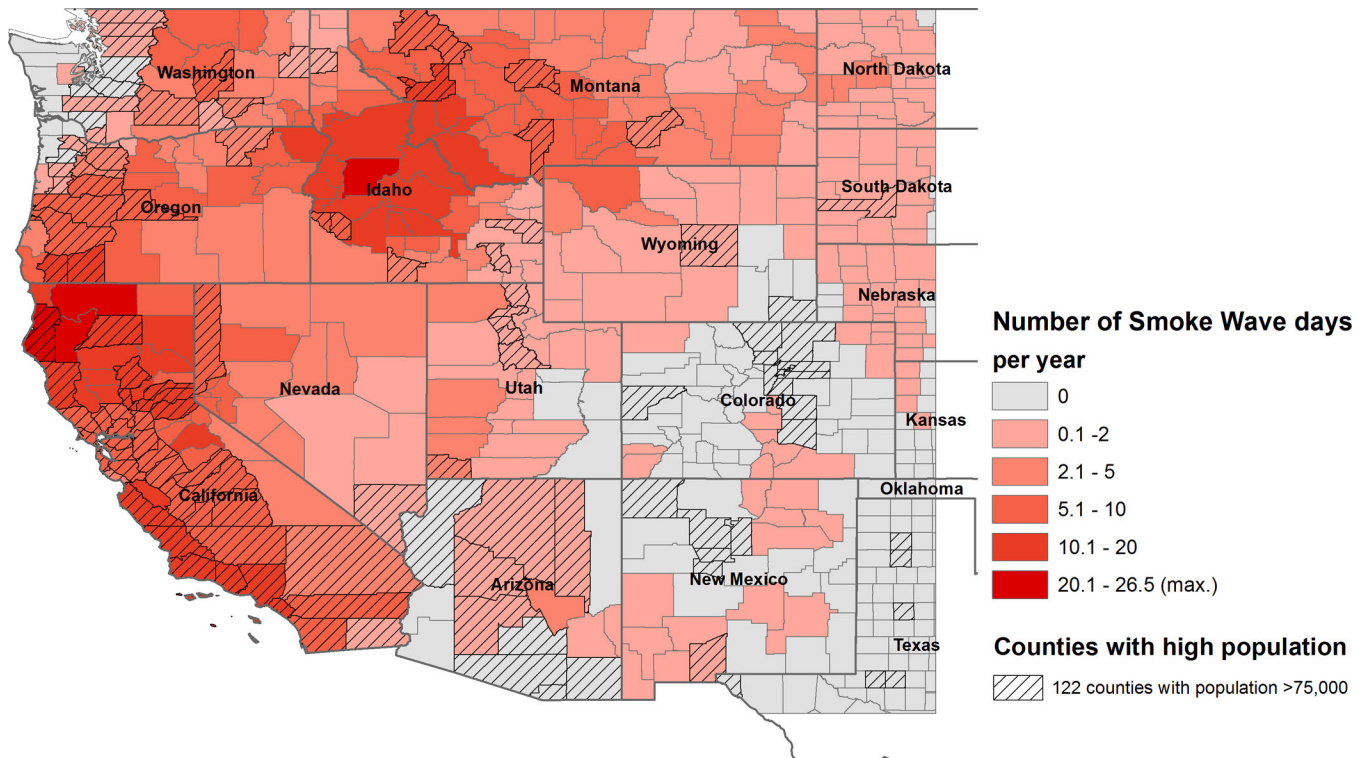 Washington
Montana
North Dakota
Idaho
South Dakota
Oregon
Wyoming
Nebraska
Nevada
Utah
Colorado
Kansas
California
Oklahoma
Arizona
New Mexico
Texas
Number of Smoke Wave days
per year
0
0.1 -2
2.1 - 5
5.1 - 10
10.1 - 20
20.1 - 26.5 (max.)
Counties with high population
122 counties with population >75,000